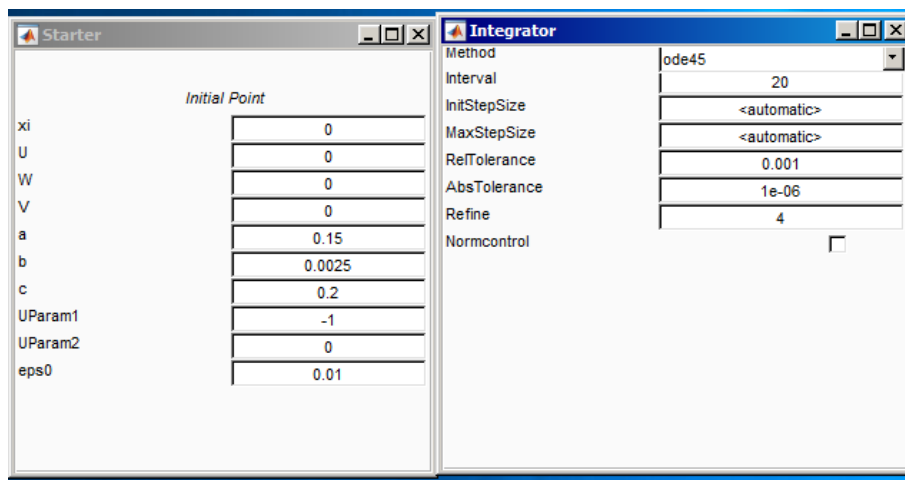 Starter
Initial Point
xi 0
U 0
W 0
V 0
a 0.15
b 0.0025
c 0.2
UParam1 -1
UParam2 0
eps0 0.01
Integrator
Method ode45
Interval 20
InitStepSize <automatic>
MaxStepSize <automatic>
RelTolerance 0.001
AbsTolerance 1e-06
Refine 4
Normcontrol